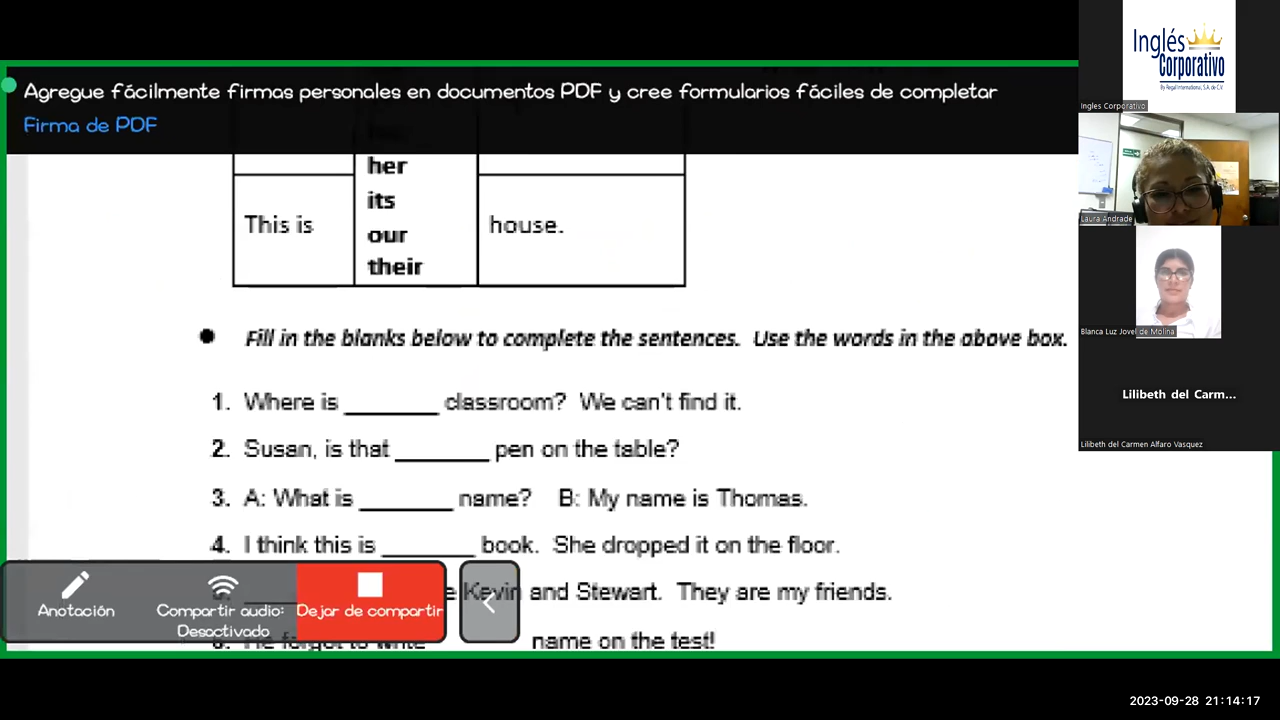 Agregue fácilmente firmas personales en documentos PDF y cree formularios fáciles de completar
Firma de PDF
her
its
This is our house.
their
● Fill in the blanks below to complete the sentences. Use the words in the above box.
1. Where is ________ classroom? We can't find it.
2. Susan, is that ________ pen on the table?
3. A: What is ________ name? B: My name is Thomas.
4. I think this is ________ book. She dropped it on the floor.
Kevin and Stewart. They are my friends.
name on the test!
Anotación
Compartir audio: Desactivado
Dejar de compartir
Inglés
Corporativo
By Regal International, S.A. de C.V.
Ingles Corporativo
Laura Andrade
Blanca Luz Jovel de Molina
Lilibeth del Carm...
Lilibeth del Carmen Alfaro Vasquez
2023-09-28 21:14:17